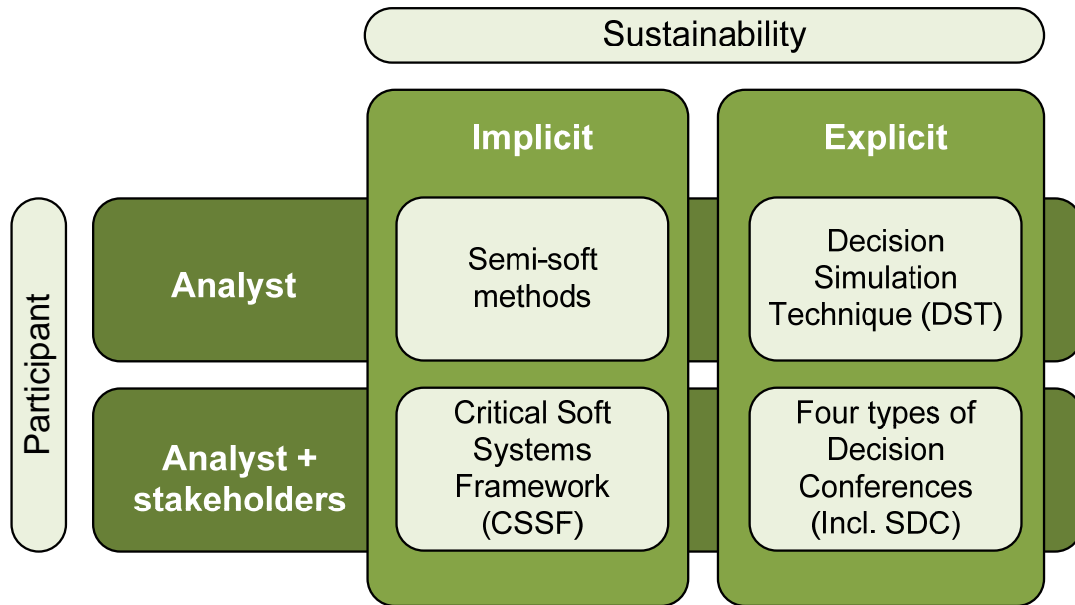 Sustainability
Implicit
Explicit
Participant
Analyst
Semi-soft
methods
Decision
Simulation
Technique (DST)
Analyst +
stakeholders
Critical Soft
Systems
Framework
(CSSF)
Four types of
Decision
Conferences
(Incl. SDC)